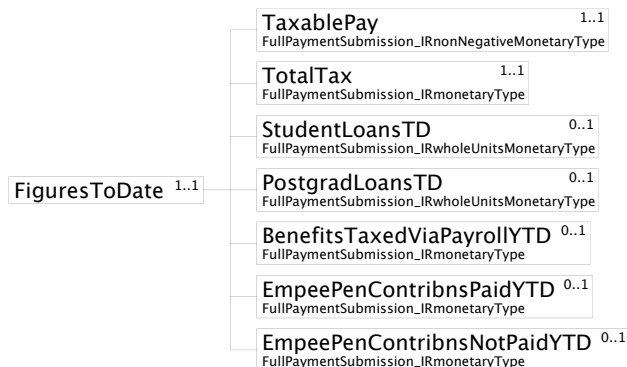 TaxablePay 1..1
FullPaymentSubmission_IRnonNegativeMonetaryType
TotalTax 1..1
FullPaymentSubmission_IRmonetaryType
StudentLoansTD 0..1
FullPaymentSubmission_IRwholeUnitsMonetaryType
FiguresToDate 1..1
PostgradLoansTD 0..1
FullPaymentSubmission_IRwholeUnitsMonetaryType
BenefitsTaxedViaPayrollYTD 0..1
FullPaymentSubmission_IRmonetaryType
EmpeePenContribnsPaidYTD 0..1
FullPaymentSubmission_IRmonetaryType
EmpeePenContribnsNotPaidYTD 0..1
FullPaymentSubmission_IRmonetaryType